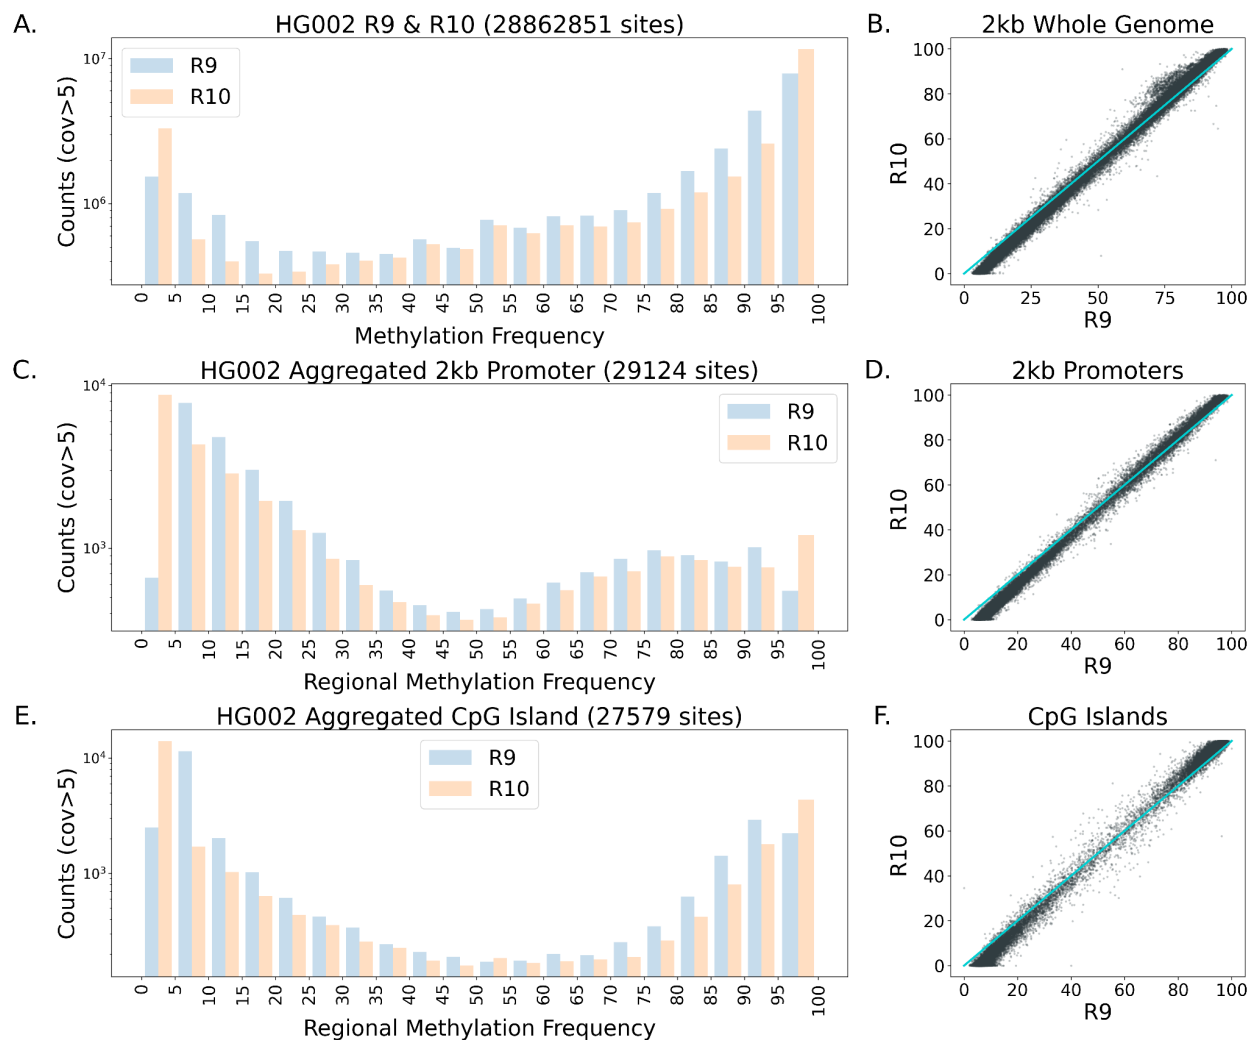 A.
HG002 R9 & R10 (28862851 sites)
Counts (cov>5)
10^7
10^6
R9
R10
0 5 10 15 20 25 30 35 40 45 50 55 60 65 70 75 80 85 90 95 100
Methylation Frequency
B.
2kb Whole Genome
R10
100
80
60
40
20
0
0 25 50 75 100
R9
C.
HG002 Aggregated 2kb Promoter (29124 sites)
Counts (cov>5)
10^4
10^3
R9
R10
0 5 10 15 20 25 30 35 40 45 50 55 60 65 70 75 80 85 90 95 100
Regional Methylation Frequency
D.
2kb Promoters
R10
100
80
60
40
20
0
0 20 40 60 80 100
R9
E.
HG002 Aggregated CpG Island (27579 sites)
Counts (cov>5)
10^4
10^3
R9
R10
0 5 10 15 20 25 30 35 40 45 50 55 60 65 70 75 80 85 90 95 100
Regional Methylation Frequency
F.
CpG Islands
R10
100
80
60
40
20
0
0 20 40 60 80 100
R9